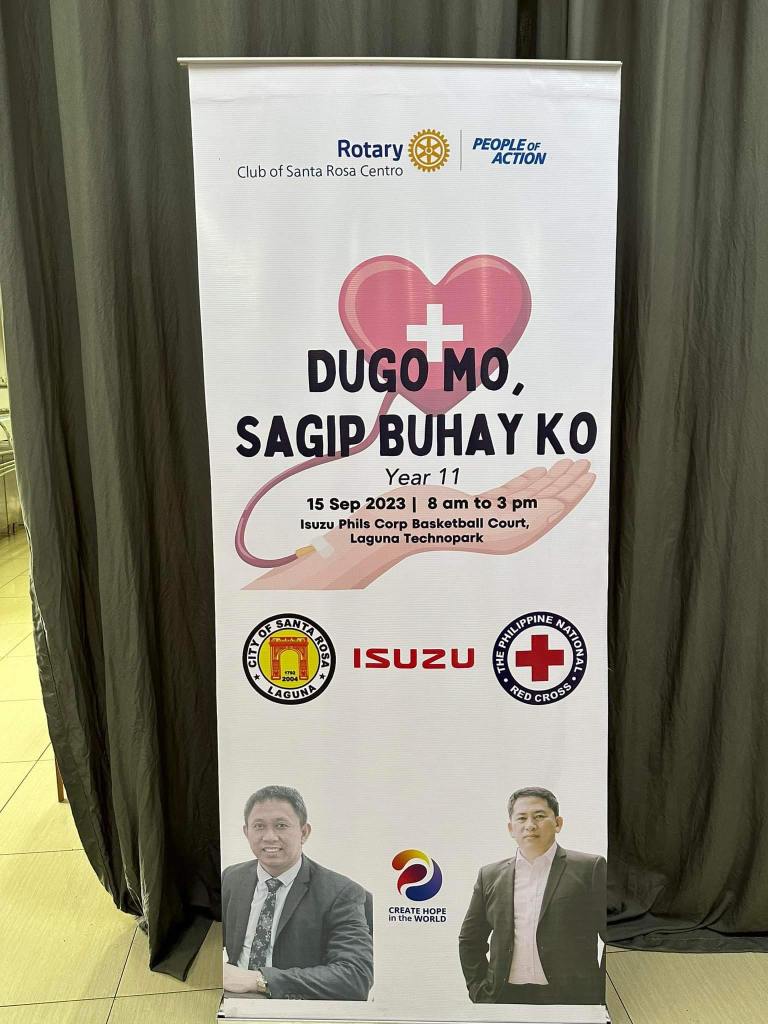 Rotary
Club of Santa Rosa Centro
PEOPLE OF
ACTION
DUGO MO,
SAGIP BUHAY KO
Year 11
15 Sep 2023 | 8 am to 3 pm
Isuzu Phils Corp Basketball Court,
Laguna Technopark
CITY OF SANTA ROSA
1792
2004
LAGUNA
ISUZU
THE PHILIPPINE NATIONAL
RED CROSS
CREATE HOPE
in the WORLD